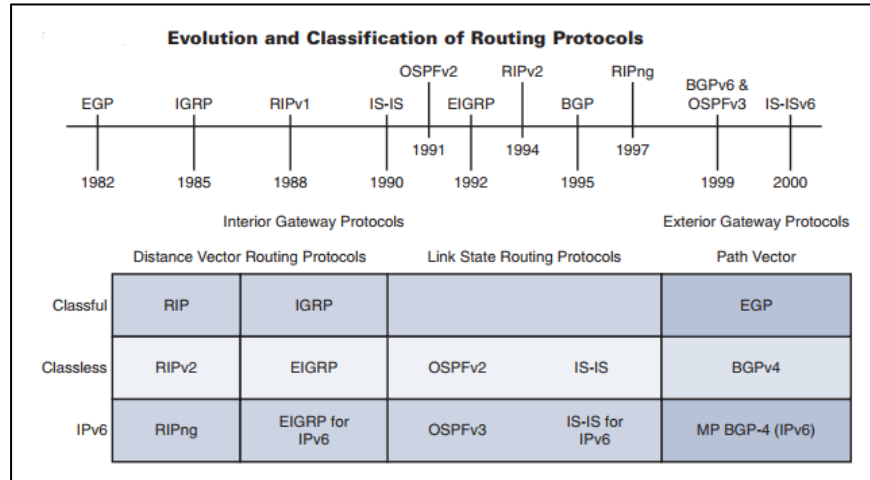 Evolution and Classification of Routing Protocols
OSPFv2 RIPv2 RIPng
EGP IGRP RIPv1 IS-IS EIGRP BGP BGPv6 & OSPFv3 IS-ISv6
1991 1994 1997
1982 1985 1988 1990 1992 1995 1999 2000
Interior Gateway Protocols Exterior Gateway Protocols
Distance Vector Routing Protocols Link State Routing Protocols Path Vector
Classful RIP IGRP EGP
Classless RIPv2 EIGRP OSPFv2 IS-IS BGPv4
IPv6 RIPng EIGRP for IPv6 OSPFv3 IS-IS for IPv6 MP BGP-4 (IPv6)